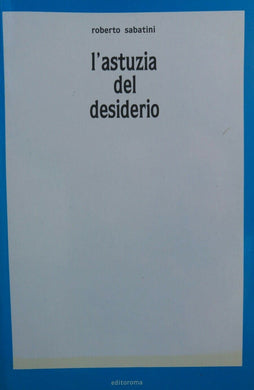 roberto sabatini
l'astuzia
del
desiderio
editoroma